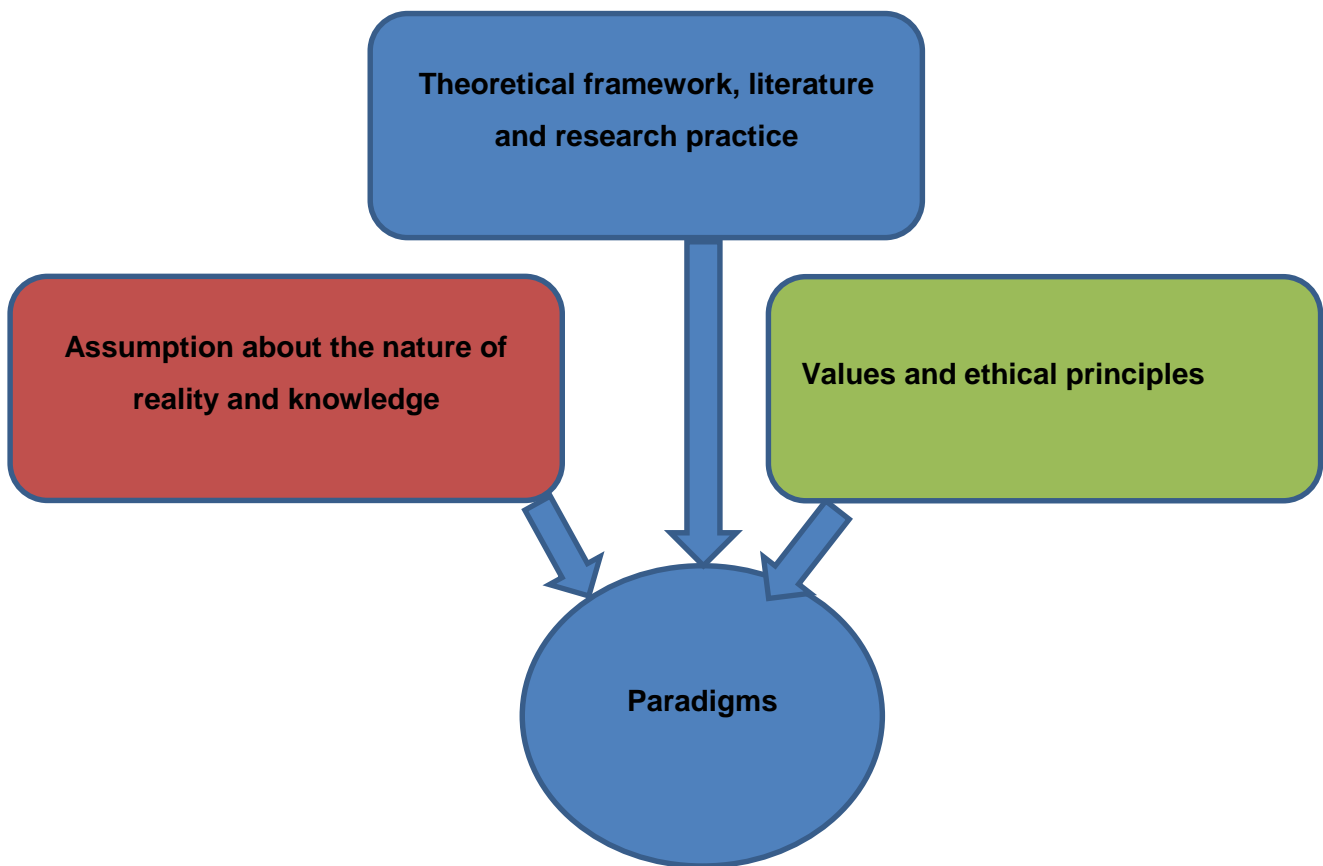 Theoretical framework, literature
and research practice
Assumption about the nature of
reality and knowledge
Values and ethical principles
Paradigms